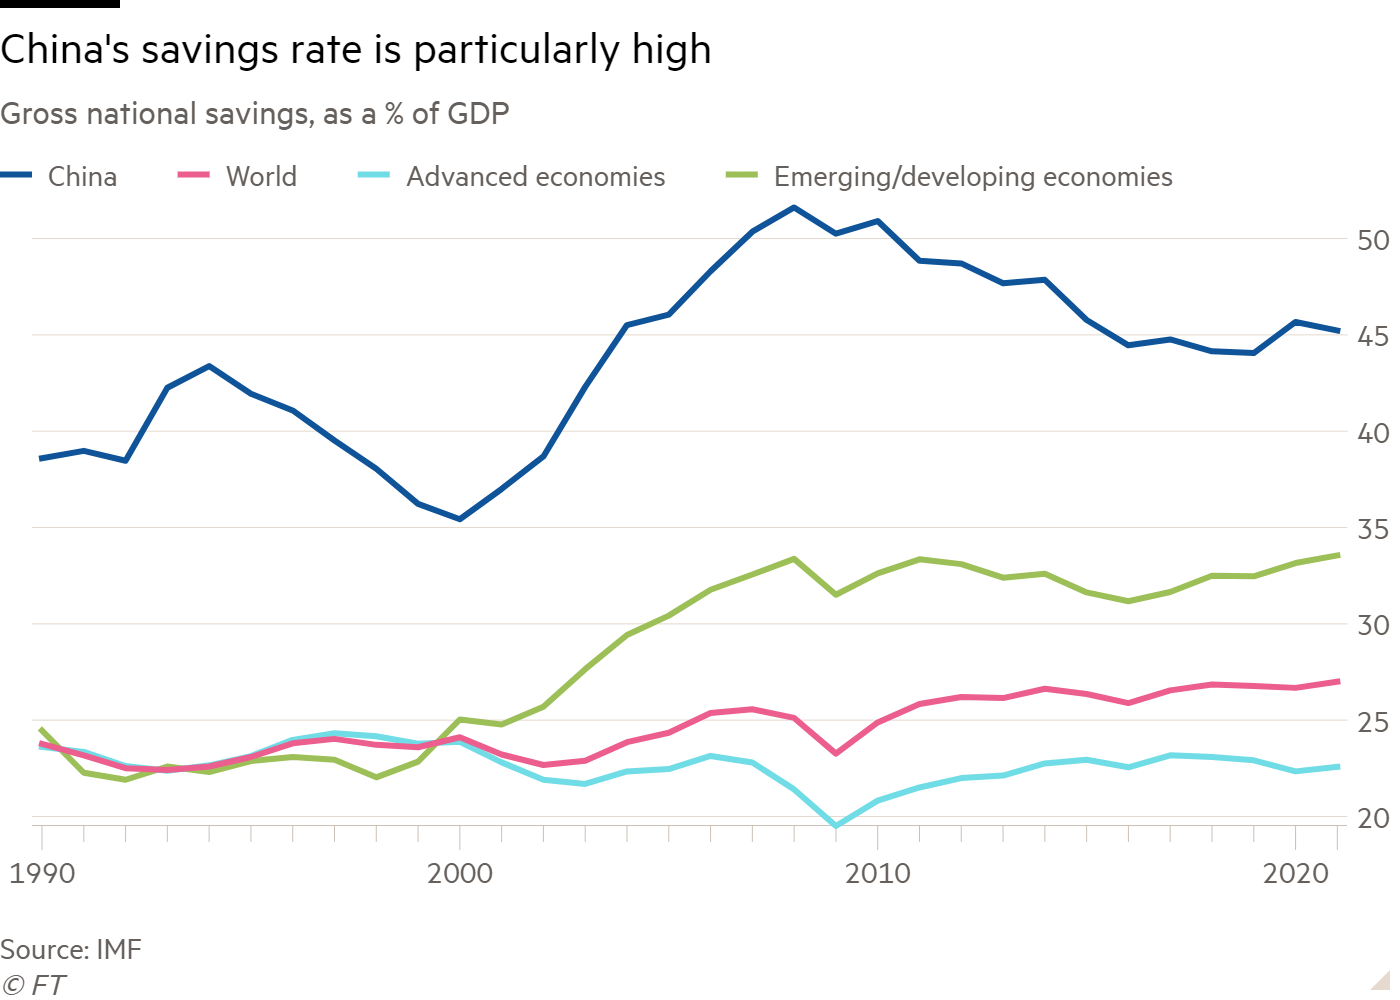 China's savings rate is particularly high
Gross national savings, as a % of GDP
China World Advanced economies Emerging/developing economies
50
45
40
35
30
25
20
1990 2000 2010 2020
Source: IMF
© FT